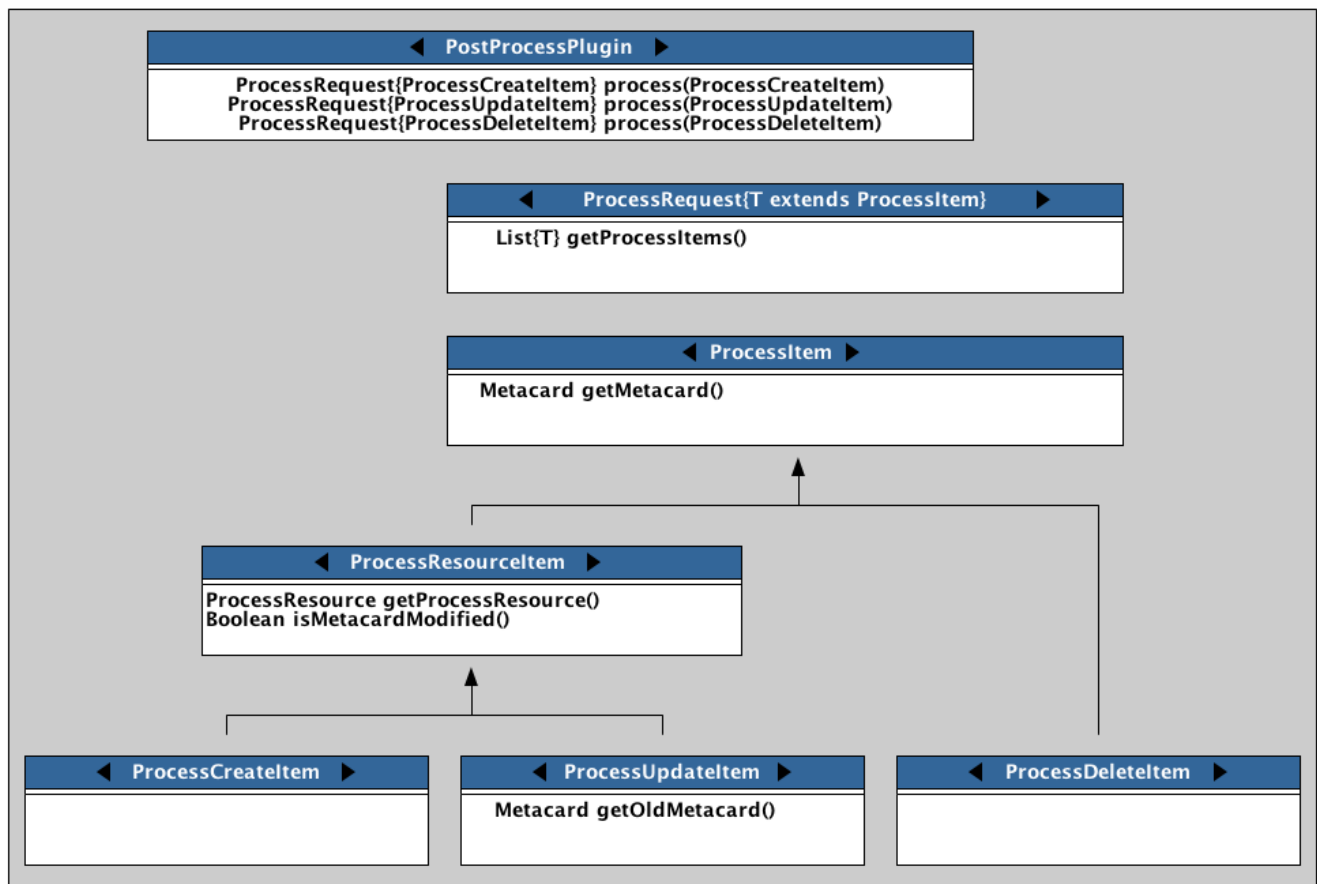 PostProcessPlugin
ProcessRequest{ProcessCreateItem} process(ProcessCreateItem)
ProcessRequest{ProcessUpdateItem} process(ProcessUpdateItem)
ProcessRequest{ProcessDeleteItem} process(ProcessDeleteItem)
ProcessRequest{T extends ProcessItem}
List{T} getProcessItems()
ProcessItem
Metacard getMetacard()
ProcessResourceItem
ProcessResource getProcessResource()
Boolean isMetacardModified()
ProcessCreateItem
ProcessUpdateItem
Metacard getOldMetacard()
ProcessDeleteItem